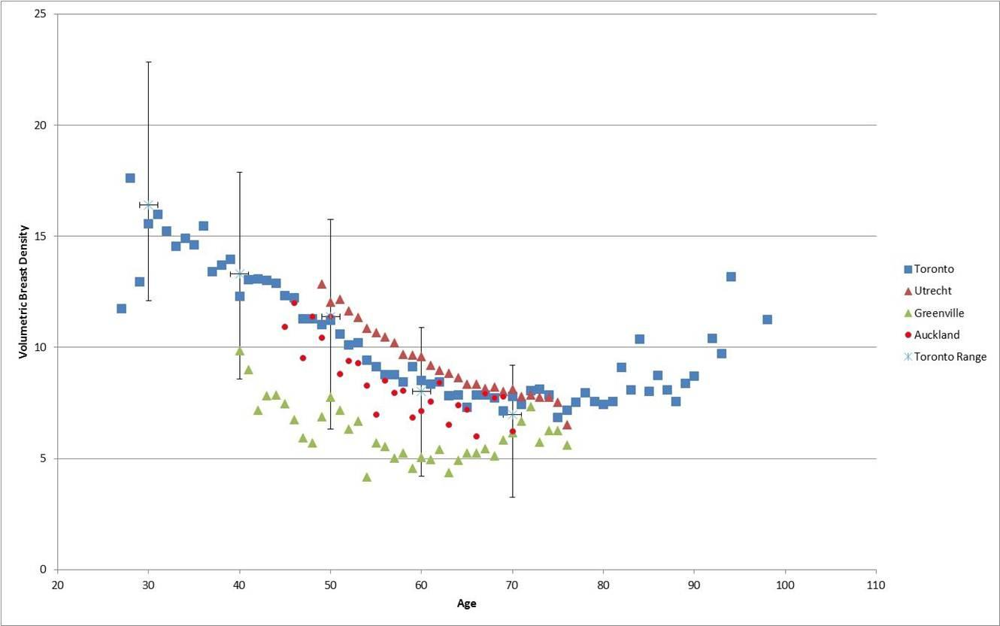 25
20
15
10
5
0
20 30 40 50 60 70 80 90 100 110
Volumetric Breast Density
Age
Toronto
Utrecht
Greenville
Auckland
Toronto Range